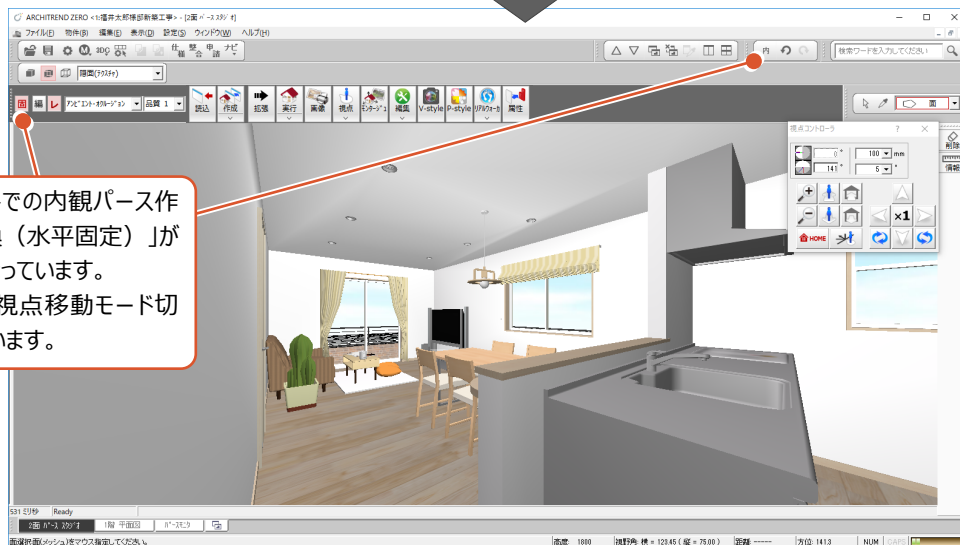 ARCHITREND ZERO <1:福井太郎様邸新築工事> - [2面 ﾊﾟｰｽ ｽﾀｼﾞｵ]
ファイル(F) 物件(B) 編集(E) 表示(D) 設定(S) ウィンドウ(W) ヘルプ(H)
3DC 仕様 整合 申請 ナビ
内 検索ワードを入力してください
陰面(テクスチャ)
固 編 レ ｱﾝﾋﾞｴﾝﾄ･ｵｸﾙｰｼﾞｮﾝ 品質 1 読込 作成 拡張 実行 画像 視点 ﾓﾝﾀｰｼﾞｭ 編集 V-style P-style ﾘｱﾙｳｫｰｸ 属性
面
視点コントローラ ? ×
削除
0 ° 100 mm
情報
141 ° 5 °
×1
HOME
での内観パース作
（水平固定）」が
っています。
視点移動モード切
います。
531 ミリ秒 Ready
2面 ﾊﾟｰｽ ｽﾀｼﾞｵ 1階 平面図 ﾊﾟｰｽﾓﾆﾀ
面選択面(メッシュ)をマウス指定してください。 高度: 1800 視野角: 横 = 123.45 ( 縦 = 75.00 ) 距離: ------ 方位: 141.3 NUM CAPS